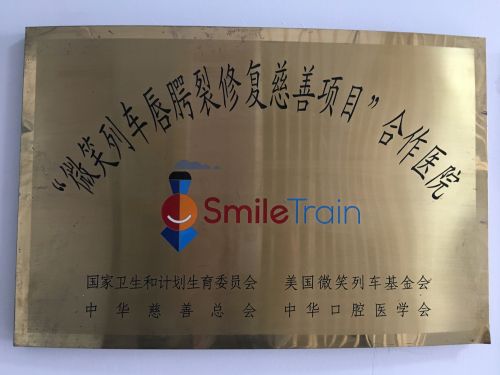 “微笑列车唇腭裂修复慈善项目”合作医院
SmileTrain
国家卫生和计划生育委员会 美国微笑列车基金会
中华慈善总会 中华口腔医学会